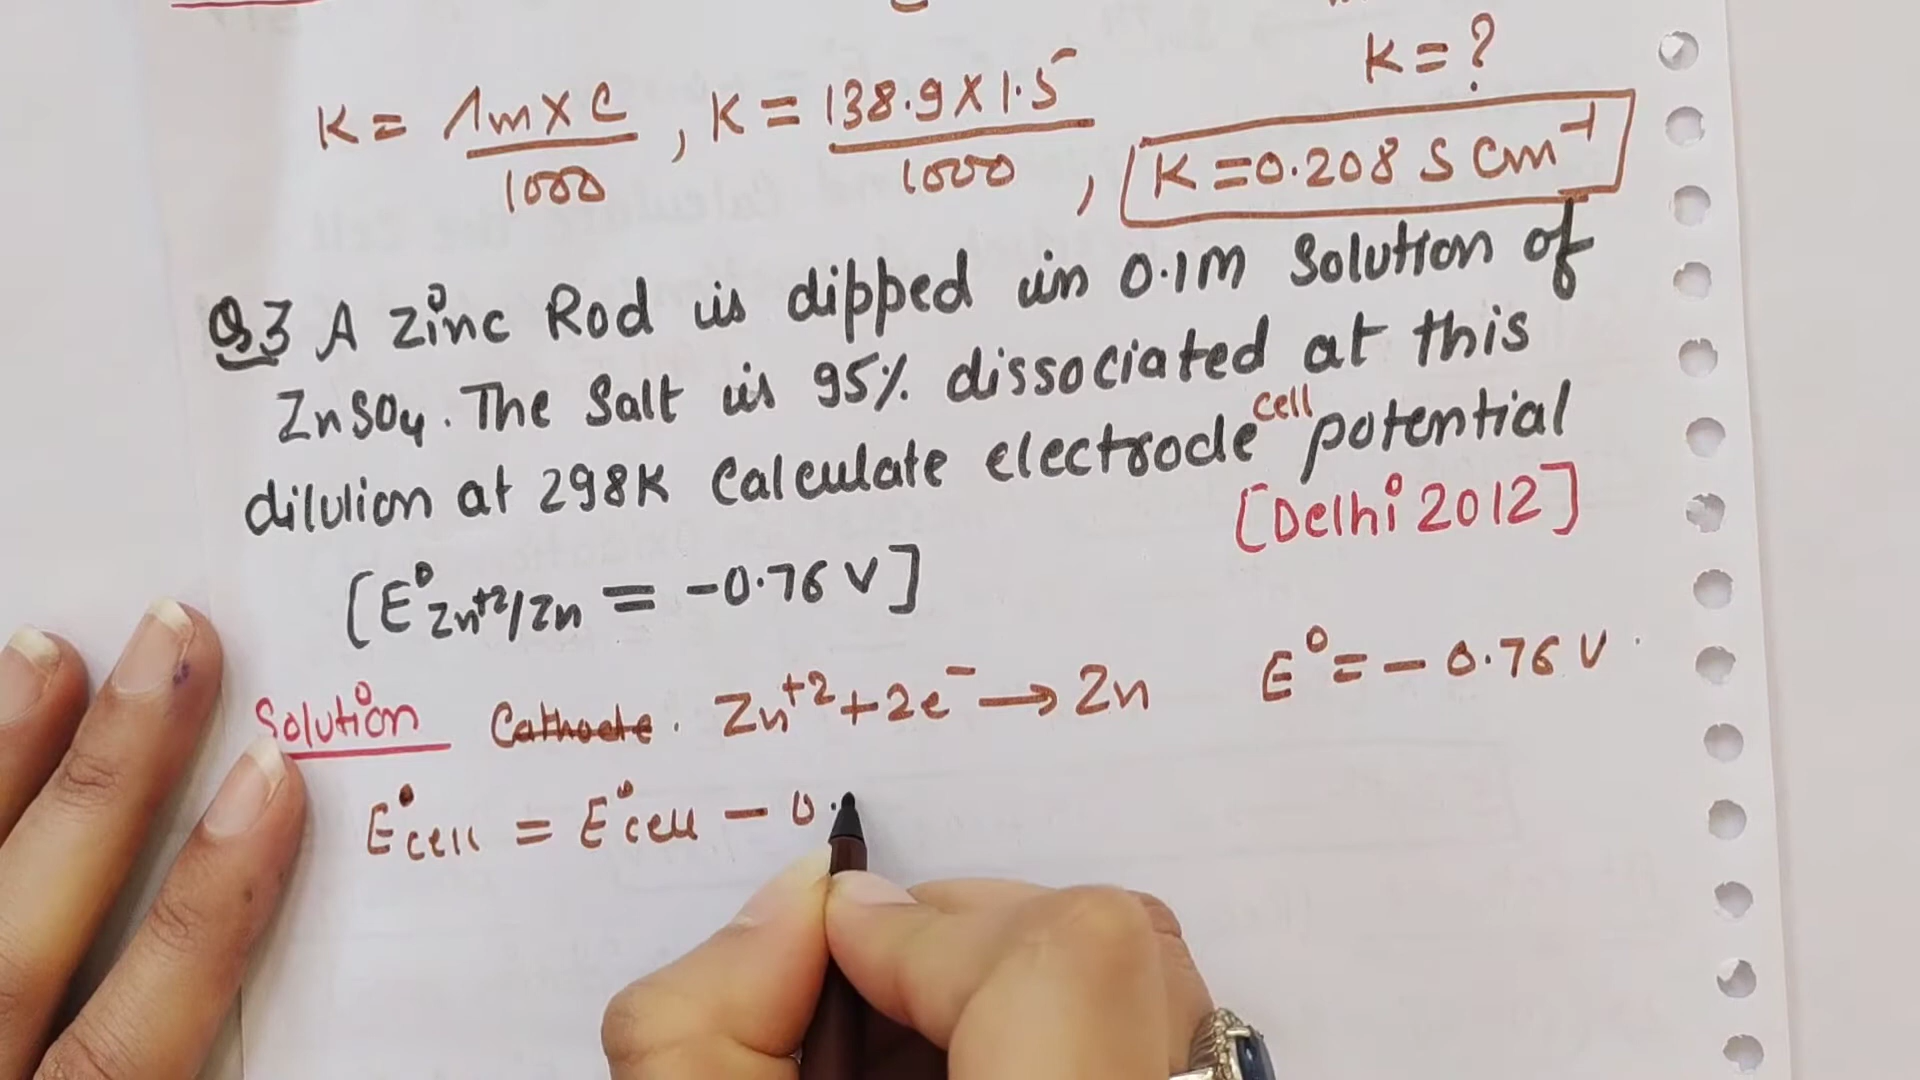 K = ?
K = Λm × C / 1000 , K = 138.9 × 1.5 / 1000 , K = 0.208 S Cm⁻¹
Q3 A Zinc Rod is dipped in 0.1M Solution of
ZnSO₄. The Salt is 95% dissociated at this
dilution at 298K Calculate electrode cell potential
[Delhi 2012]
[E°Zn⁺²/Zn = -0.76 V]
Solution Cathode. Zn⁺² + 2e⁻ → Zn E° = - 0.76 V
E°cell = E°cell - 0.